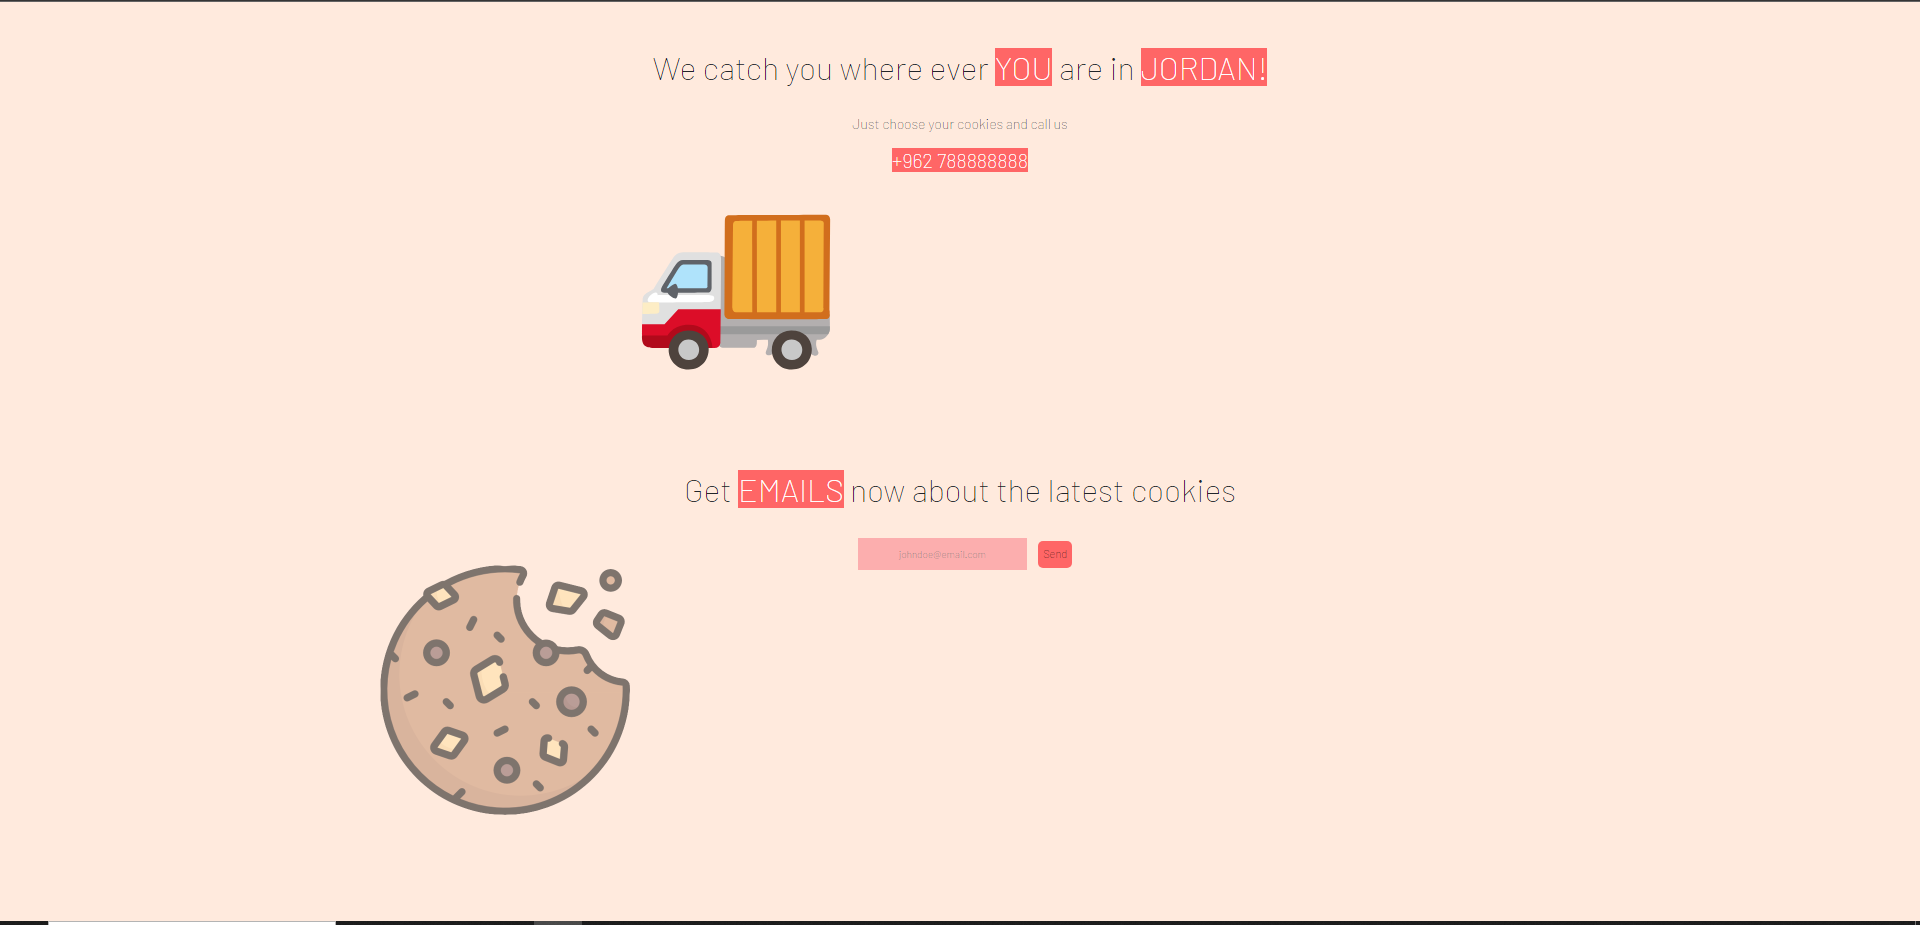 We catch you where ever YOU are in JORDAN!
Just choose your cookies and call us
+962 788888888
Get EMAILS now about the latest cookies
johndoe@email.com
Send